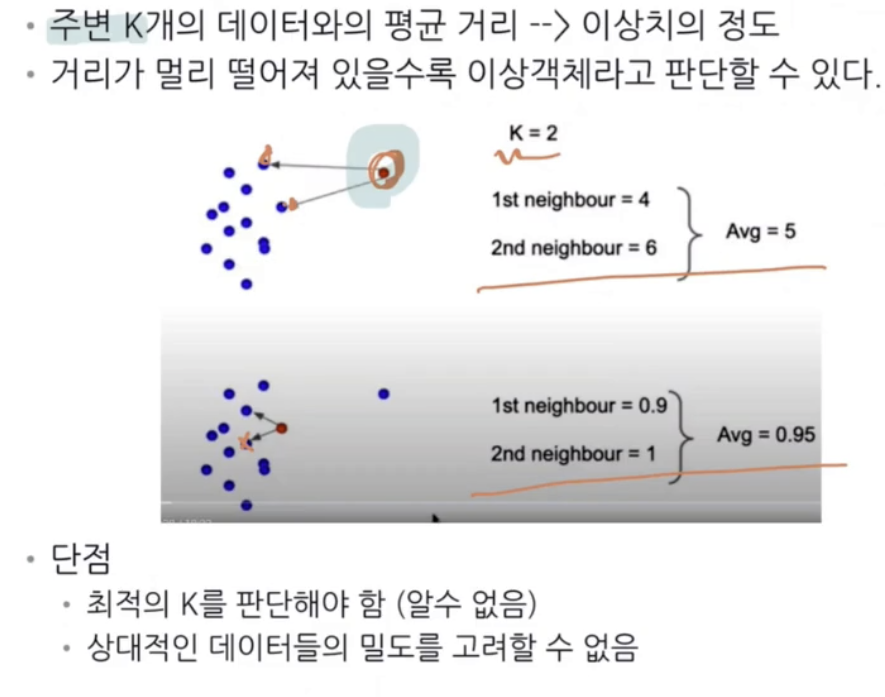 • 주변 K개의 데이터와의 평균 거리 --> 이상치의 정도
• 거리가 멀리 떨어져 있을수록 이상객체라고 판단할 수 있다.
K = 2
1st neighbour = 4
2nd neighbour = 6
Avg = 5
1st neighbour = 0.9
2nd neighbour = 1
Avg = 0.95
• 단점
• 최적의 K를 판단해야 함 (알수 없음)
• 상대적인 데이터들의 밀도를 고려할 수 없음